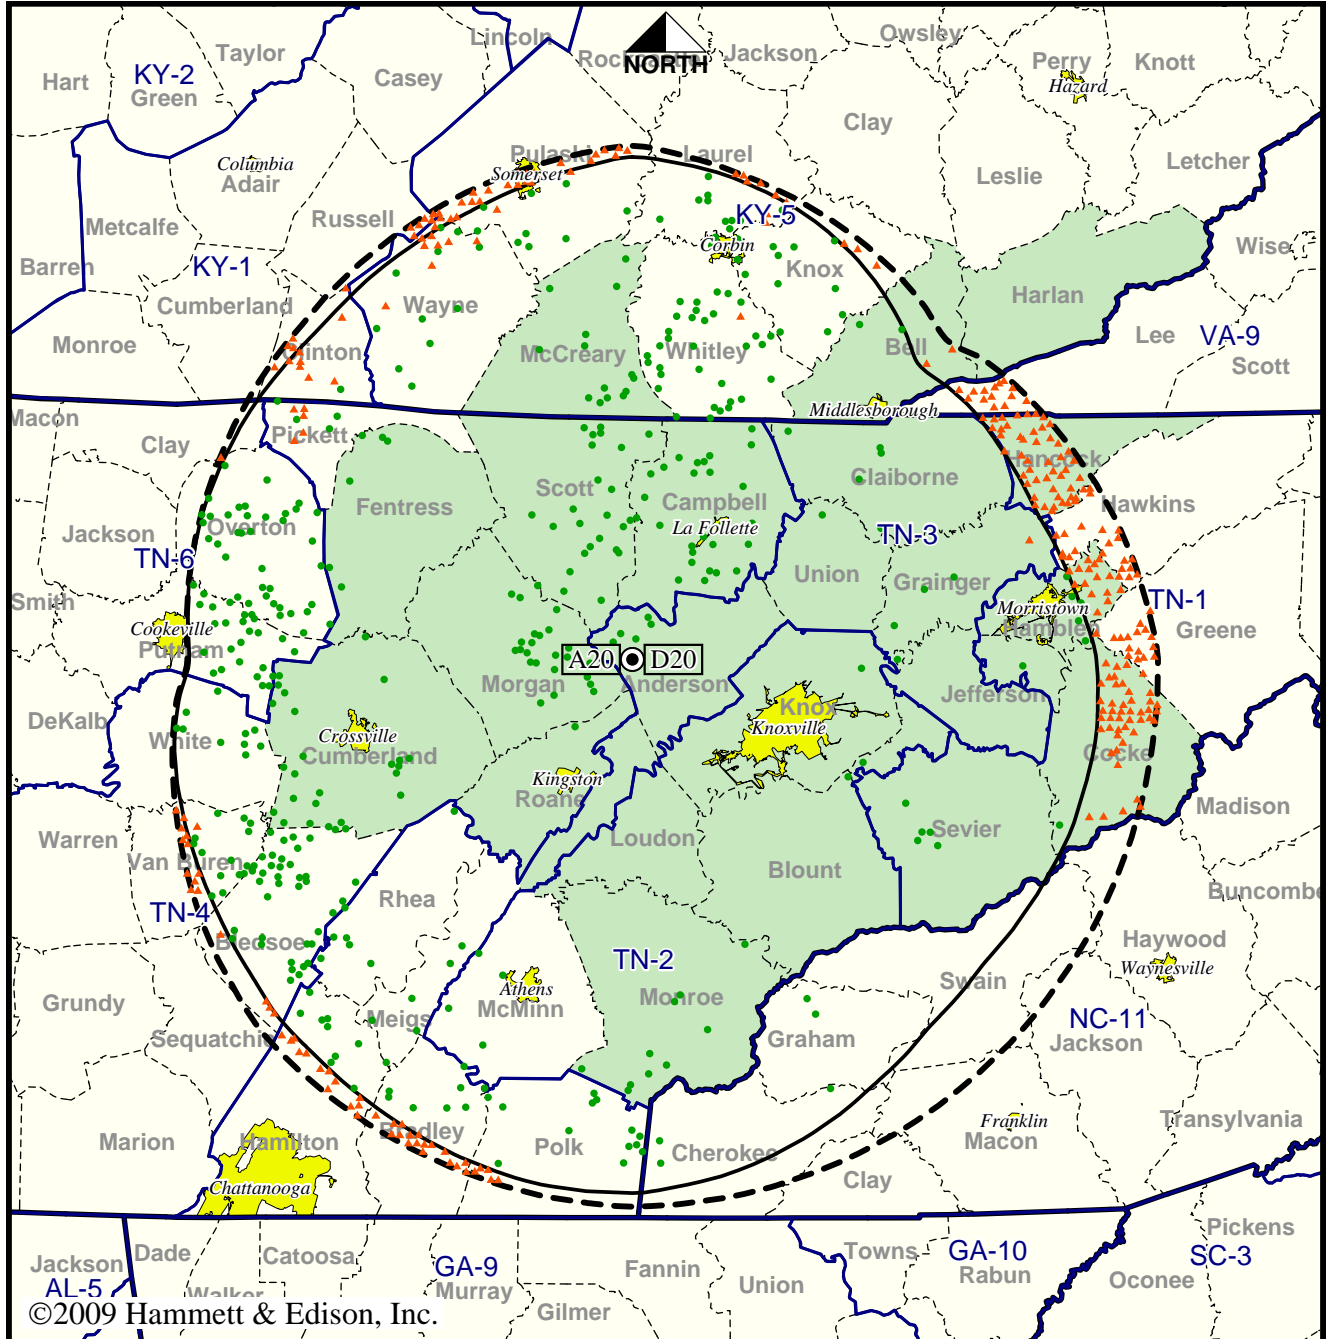 Lincoln
Owsley
Taylor
Jackson
NORTH
Perry
Knott
Hart
KY-2
Casey
Green
Hazard
Clay
Pulaski
Laurel
Letcher
Columbia
Somerset
Adair
Leslie
Russell
KY-5
Metcalfe
Corbin
Wise
Barren
KY-1
Knox
Harlan
Cumberland
Wayne
Lee
VA-9
Monroe
Clinton
McCreary
Whitley
Bell
Scott
Middlesborough
Macon
Clay
Pickett
Hancock
Claiborne
Scott
Campbell
Hawkins
Fentress
La Follette
Overton
Jackson
TN-3
TN-6
Union
Grainger
Smith
Morristown
TN-1
Cookeville
Hamblen
Greene
Putnam
A20
D20
Morgan
Anderson
Jefferson
DeKalb
Knox
Knoxville
White
Crossville
Cumberland
Cocke
Kingston
Roane
Madison
Sevier
Warren
Loudon
Van Buren
Blount
Rhea
Buncombe
TN-4
Bledsoe
Haywood
TN-2
Waynesville
Swain
Athens
Monroe
McMinn
Grundy
Meigs
NC-11
Sequatchie
Graham
Jackson
Franklin
Transylvania
Marion
Hamilton
Bradley
Polk
Macon
Cherokee
Clay
Chattanooga
Pickens
Dade
Catoosa
Towns
GA-10
SC-3
Jackson
GA-9
Fannin
Rabun
Oconee
AL-5
Walker
Murray
Union
Gilmer
©2009 Hammett & Edison, Inc.